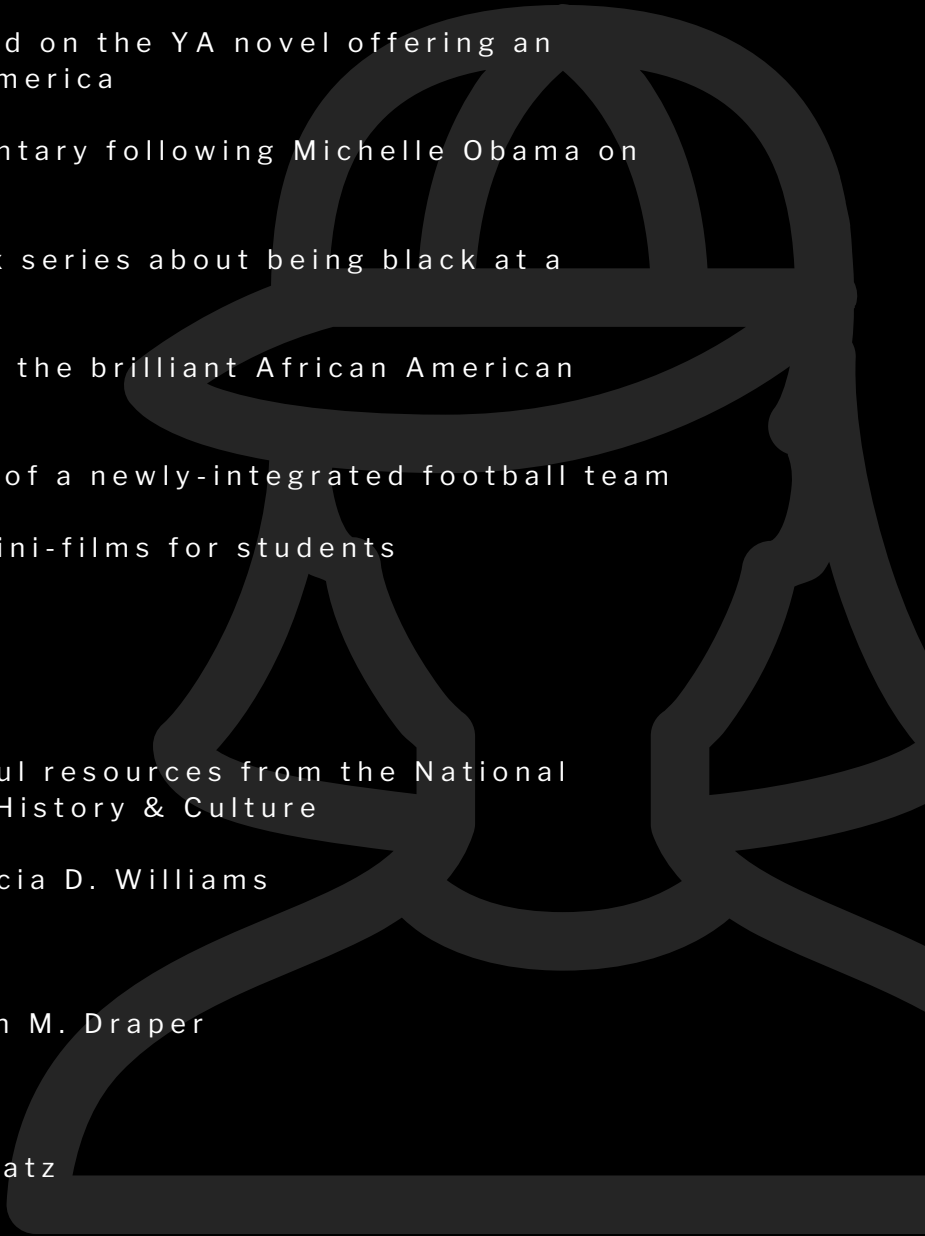 d on the YA novel offering an
merica
ntary following Michelle Obama on
series about being black at a
the brilliant African American
of a newly-integrated football team
ini-films for students
ul resources from the National
History & Culture
cia D. Williams
n M. Draper
atz